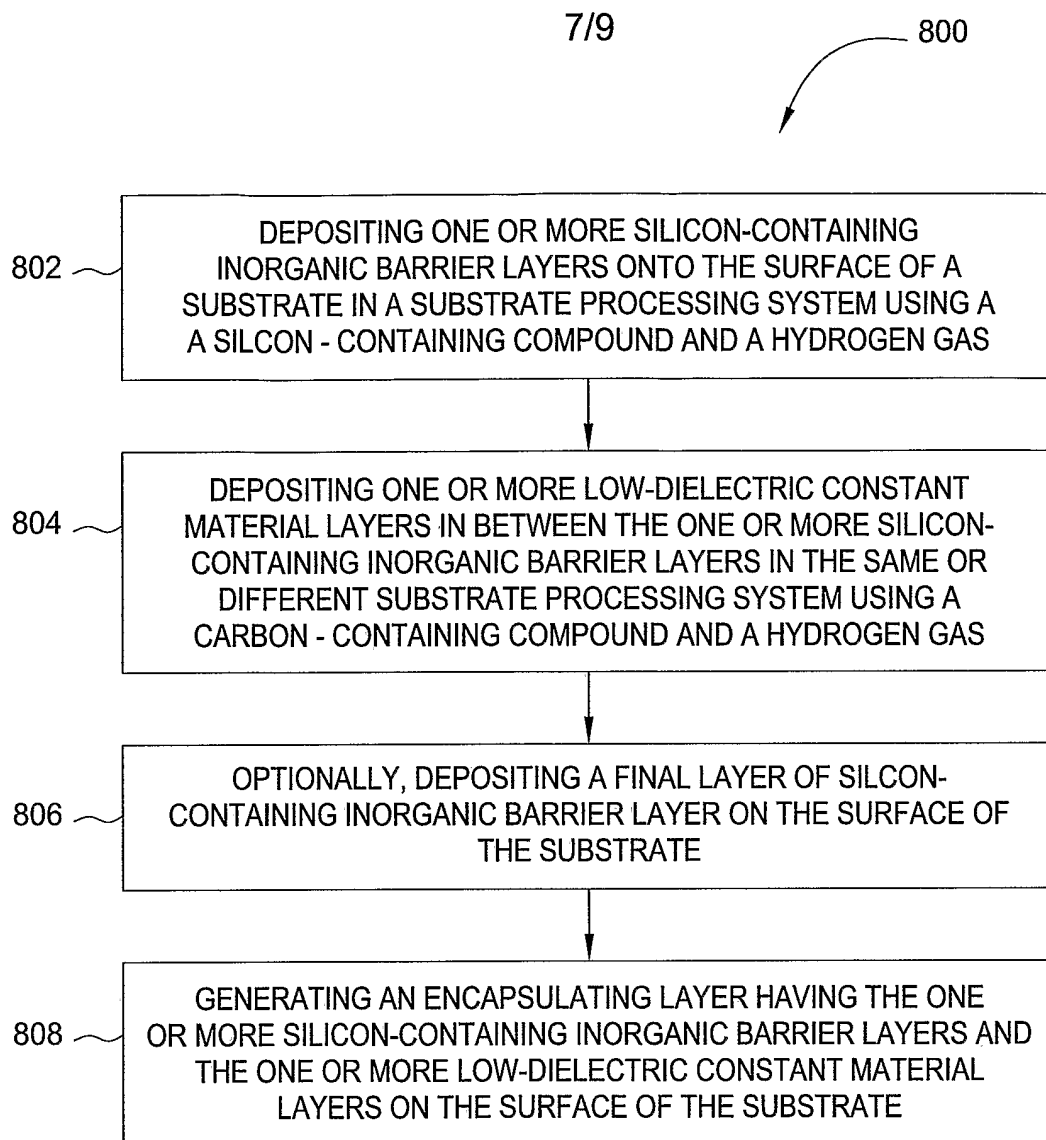 7/9
800
802
DEPOSITING ONE OR MORE SILICON-CONTAINING
INORGANIC BARRIER LAYERS ONTO THE SURFACE OF A
SUBSTRATE IN A SUBSTRATE PROCESSING SYSTEM USING A
A SILCON - CONTAINING COMPOUND AND A HYDROGEN GAS
804
DEPOSITING ONE OR MORE LOW-DIELECTRIC CONSTANT
MATERIAL LAYERS IN BETWEEN THE ONE OR MORE SILICON-
CONTAINING INORGANIC BARRIER LAYERS IN THE SAME OR
DIFFERENT SUBSTRATE PROCESSING SYSTEM USING A
CARBON - CONTAINING COMPOUND AND A HYDROGEN GAS
806
OPTIONALLY, DEPOSITING A FINAL LAYER OF SILCON-
CONTAINING INORGANIC BARRIER LAYER ON THE SURFACE OF
THE SUBSTRATE
808
GENERATING AN ENCAPSULATING LAYER HAVING THE ONE
OR MORE SILICON-CONTAINING INORGANIC BARRIER LAYERS AND
THE ONE OR MORE LOW-DIELECTRIC CONSTANT MATERIAL
LAYERS ON THE SURFACE OF THE SUBSTRATE